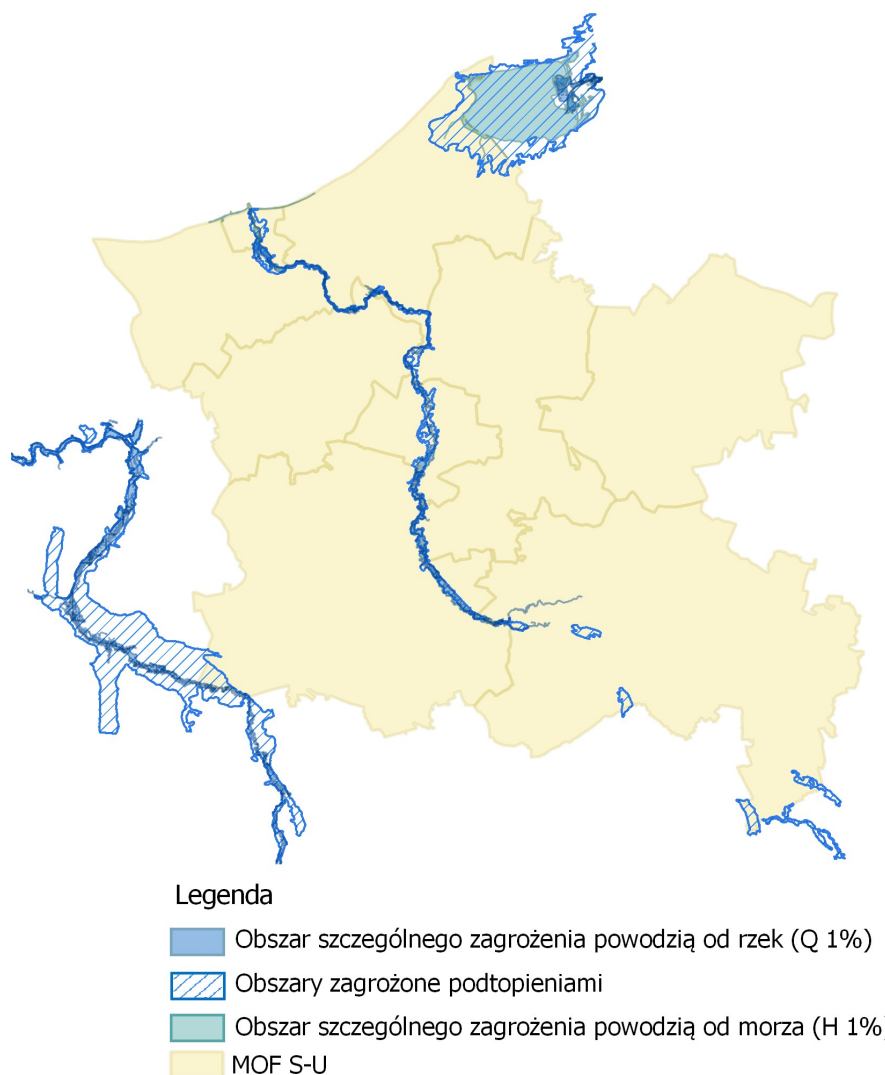 Legenda
Obszar szczególnego zagrożenia powodzią od rzek (Q 1%)
Obszary zagrożone podtopieniami
Obszar szczególnego zagrożenia powodzią od morza (H 1%)
MOF S-U